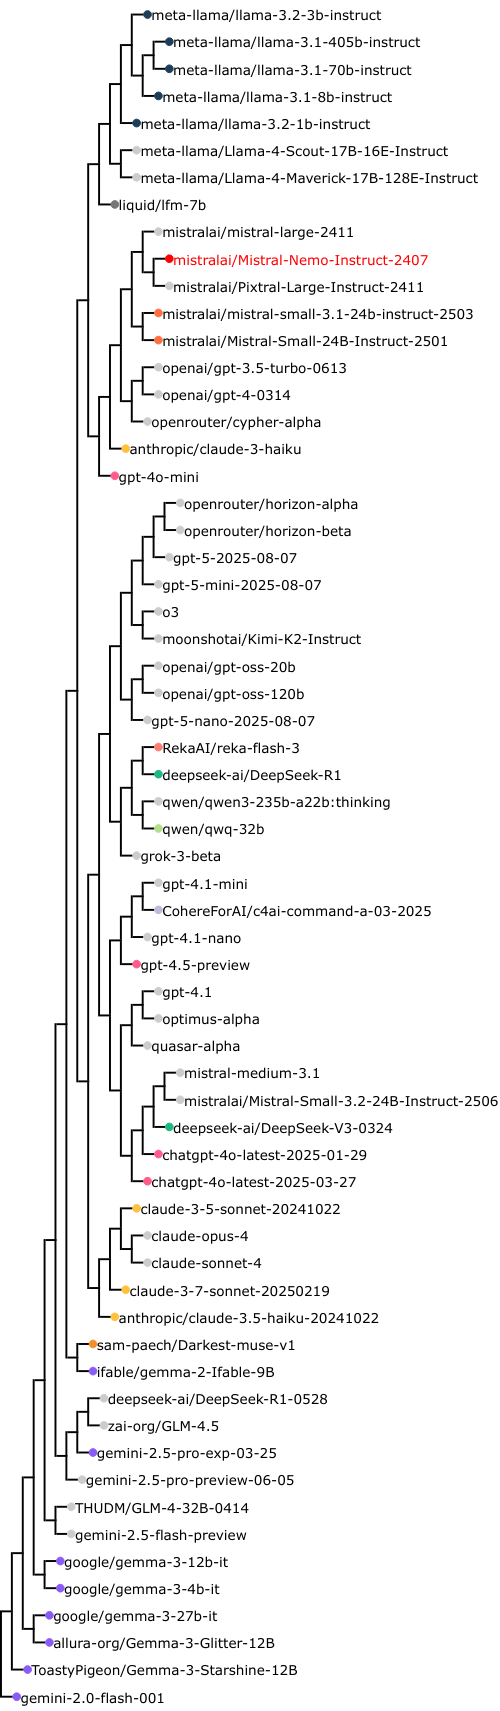 meta-llama/llama-3.2-3b-instruct
meta-llama/llama-3.1-405b-instruct
meta-llama/llama-3.1-70b-instruct
meta-llama/llama-3.1-8b-instruct
meta-llama/llama-3.2-1b-instruct
meta-llama/Llama-4-Scout-17B-16E-Instruct
meta-llama/Llama-4-Maverick-17B-128E-Instruct
liquid/lfm-7b
mistralai/mistral-large-2411
mistralai/Mistral-Nemo-Instruct-2407
mistralai/Pixtral-Large-Instruct-2411
mistralai/mistral-small-3.1-24b-instruct-2503
mistralai/Mistral-Small-24B-Instruct-2501
openai/gpt-3.5-turbo-0613
openai/gpt-4-0314
openrouter/cypher-alpha
anthropic/claude-3-haiku
gpt-4o-mini
openrouter/horizon-alpha
openrouter/horizon-beta
gpt-5-2025-08-07
gpt-5-mini-2025-08-07
o3
moonshotai/Kimi-K2-Instruct
openai/gpt-oss-20b
openai/gpt-oss-120b
gpt-5-nano-2025-08-07
RekaAI/reka-flash-3
deepseek-ai/DeepSeek-R1
qwen/qwen3-235b-a22b:thinking
qwen/qwq-32b
grok-3-beta
gpt-4.1-mini
CohereForAI/c4ai-command-a-03-2025
gpt-4.1-nano
gpt-4.5-preview
gpt-4.1
optimus-alpha
quasar-alpha
mistral-medium-3.1
mistralai/Mistral-Small-3.2-24B-Instruct-2506
deepseek-ai/DeepSeek-V3-0324
chatgpt-4o-latest-2025-01-29
chatgpt-4o-latest-2025-03-27
claude-3-5-sonnet-20241022
claude-opus-4
claude-sonnet-4
claude-3-7-sonnet-20250219
anthropic/claude-3.5-haiku-20241022
sam-paech/Darkest-muse-v1
ifable/gemma-2-Ifable-9B
deepseek-ai/DeepSeek-R1-0528
zai-org/GLM-4.5
gemini-2.5-pro-exp-03-25
gemini-2.5-pro-preview-06-05
THUDM/GLM-4-32B-0414
gemini-2.5-flash-preview
google/gemma-3-12b-it
google/gemma-3-4b-it
google/gemma-3-27b-it
allura-org/Gemma-3-Glitter-12B
ToastyPigeon/Gemma-3-Starshine-12B
gemini-2.0-flash-001